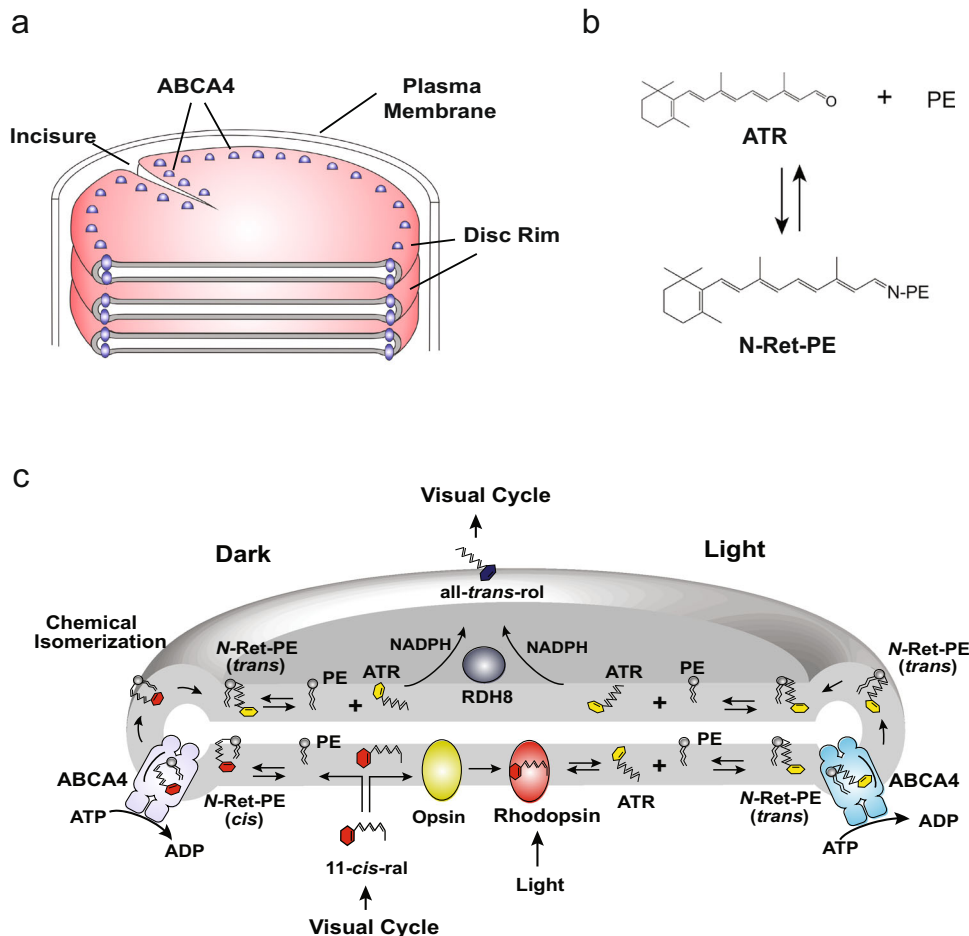 a
ABCA4
Plasma
Membrane
Incisure
Disc Rim
b
O
+ PE
ATR
N-PE
N-Ret-PE
c
Visual Cycle
Dark
Light
all-trans-rol
Chemical
Isomerization
N-Ret-PE
(trans)
PE
+
ATR
NADPH
NADPH
RDH8
ATR
+
PE
N-Ret-PE
(trans)
ABCA4
ATP
ADP
N-Ret-PE
(cis)
PE
Opsin
Rhodopsin
ATR
+
PE
N-Ret-PE
(trans)
ABCA4
ATP
ADP
11-cis-ral
Light
Visual Cycle